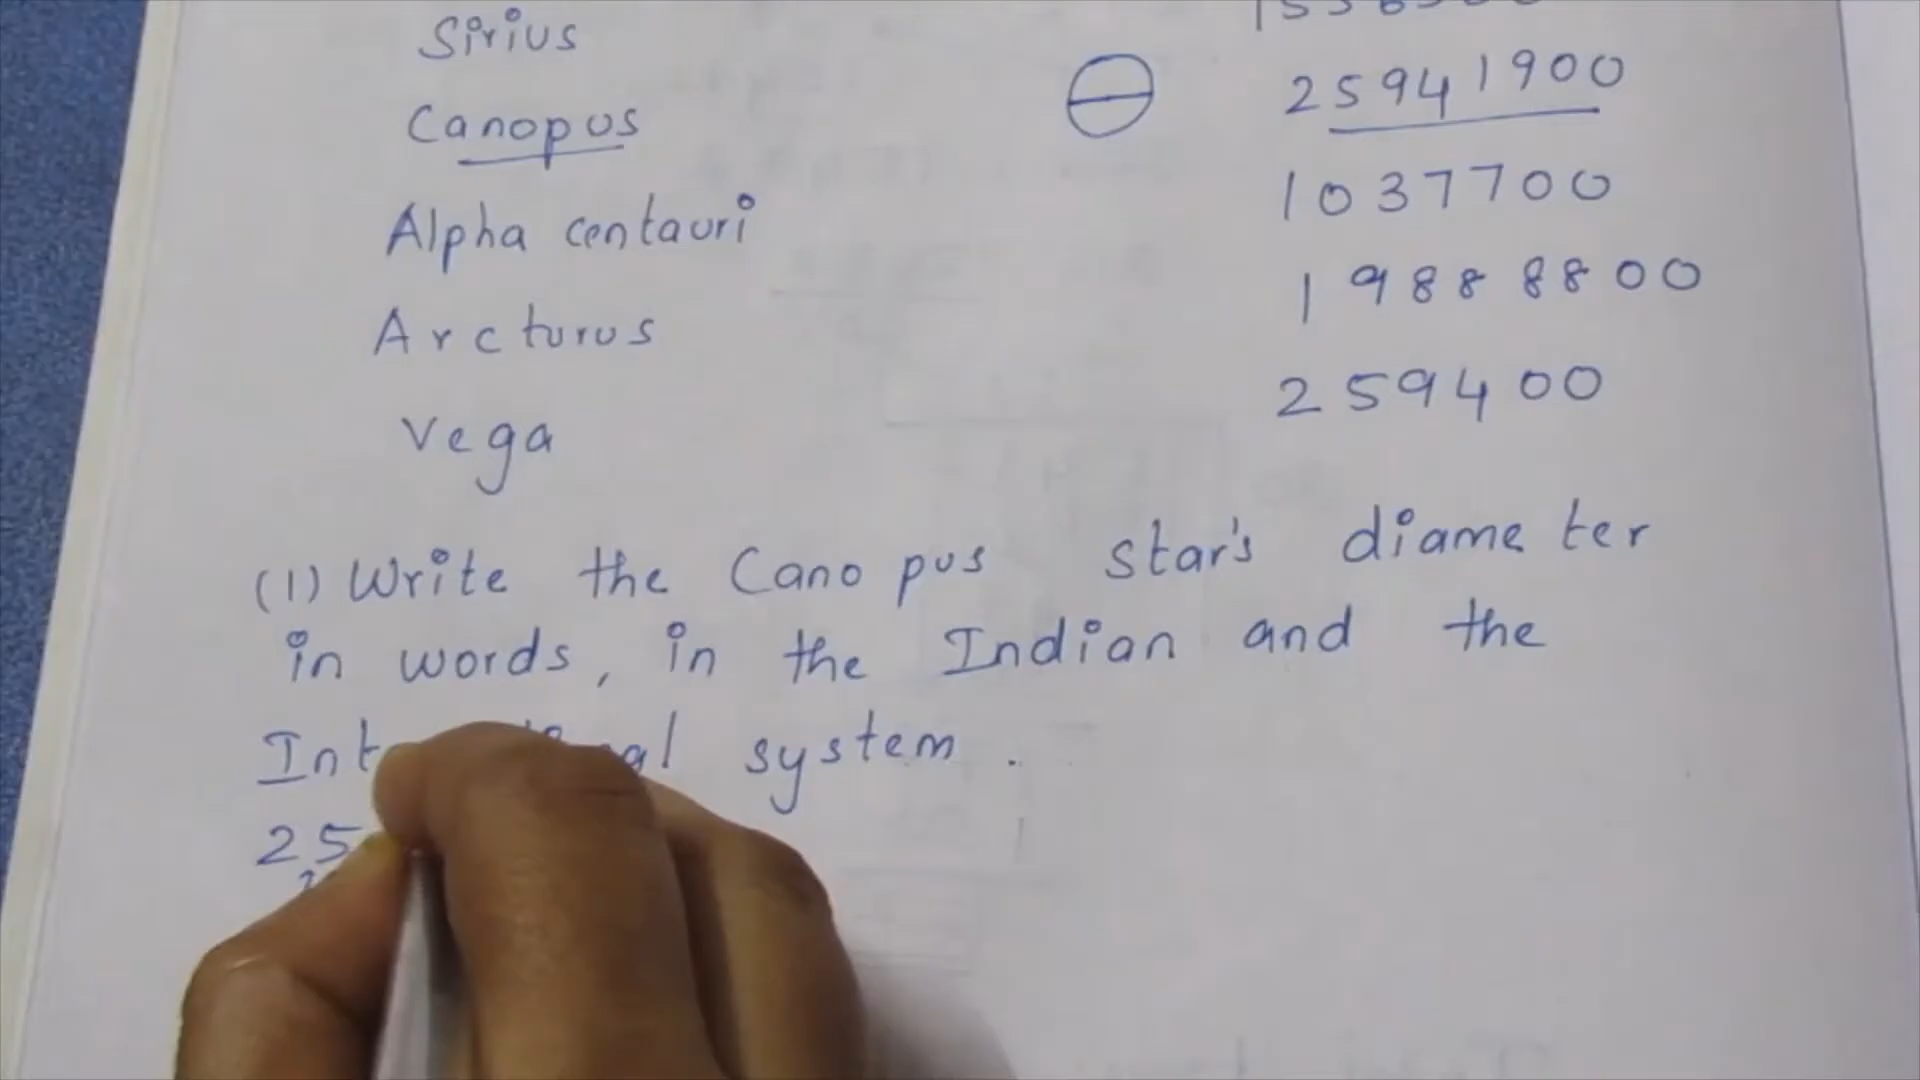 Sirius
Canopus 25941900
Alpha centauri 1037700
Arcturus 19888800
Vega 259400
(1) Write the Canopus star's diameter
in words, in the Indian and the
system.
25